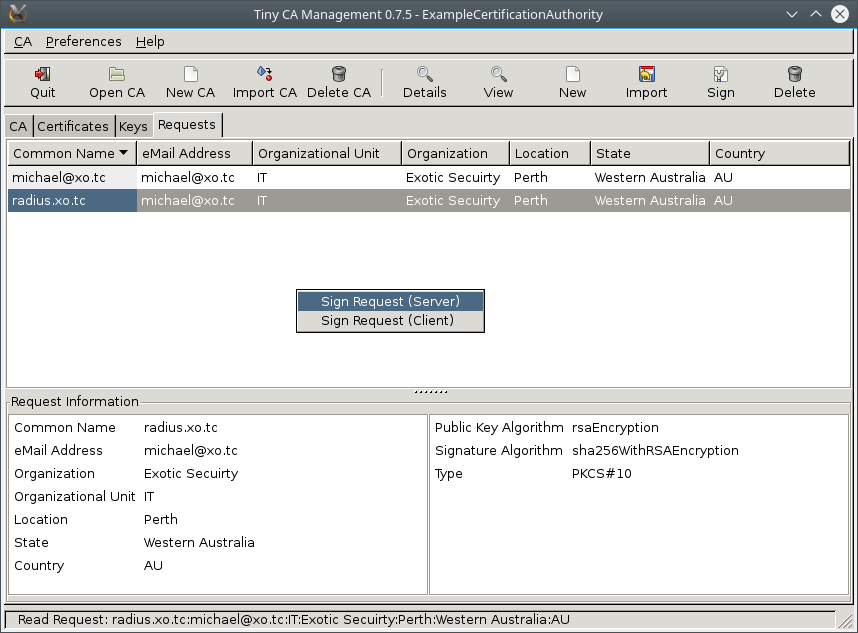 Tiny CA Management 0.7.5 - ExampleCertificationAuthority
CA Preferences Help
Quit Open CA New CA Import CA Delete CA Details View New Import Sign Delete
CA Certificates Keys Requests
Common Name eMail Address Organizational Unit Organization Location State Country
michael@xo.tc michael@xo.tc IT Exotic Secuirty Perth Western Australia AU
radius.xo.tc michael@xo.tc IT Exotic Secuirty Perth Western Australia AU
Sign Request (Server)
Sign Request (Client)
Request Information
Common Name radius.xo.tc Public Key Algorithm rsaEncryption
eMail Address michael@xo.tc Signature Algorithm sha256WithRSAEncryption
Organization Exotic Secuirty Type PKCS#10
Organizational Unit IT
Location Perth
State Western Australia
Country AU
Read Request: radius.xo.tc:michael@xo.tc:IT:Exotic Secuirty:Perth:Western Australia:AU